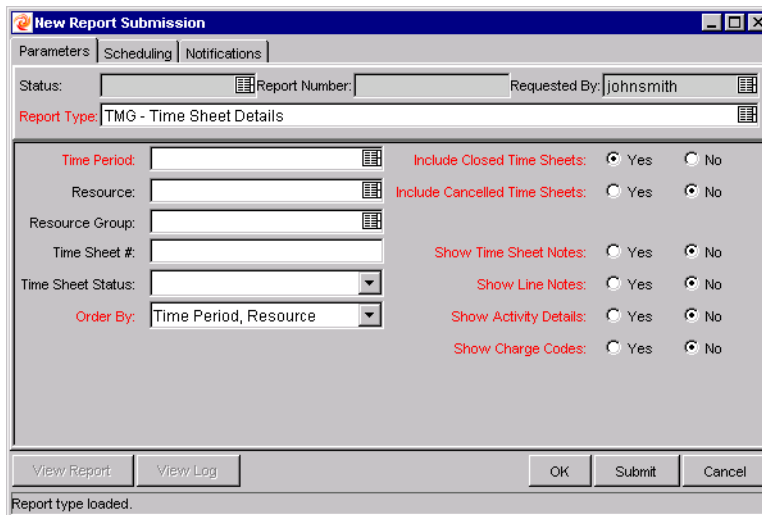 New Report Submission
Parameters Scheduling Notifications
Status: Report Number: Requested By: johnsmith
Report Type: TMG - Time Sheet Details
Time Period: Include Closed Time Sheets: Yes No
Resource: Include Cancelled Time Sheets: Yes No
Resource Group:
Time Sheet #: Show Time Sheet Notes: Yes No
Time Sheet Status: Show Line Notes: Yes No
Order By: Time Period, Resource Show Activity Details: Yes No
Show Charge Codes: Yes No
View Report View Log OK Submit Cancel
Report type loaded.